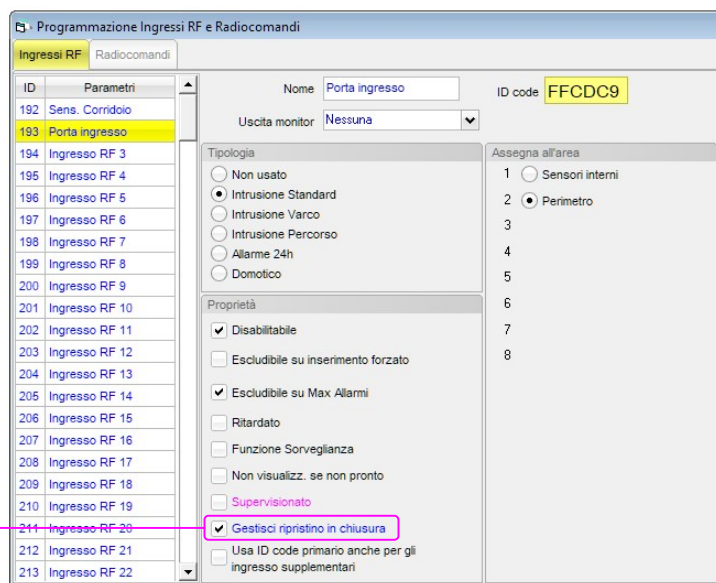 Programmazione Ingressi RF e Radiocomandi
Ingressi RF Radiocomandi
ID Parametri
192 Sens. Corridoio
193 Porta ingresso
194 Ingresso RF 3
195 Ingresso RF 4
196 Ingresso RF 5
197 Ingresso RF 6
198 Ingresso RF 7
199 Ingresso RF 8
200 Ingresso RF 9
201 Ingresso RF 10
202 Ingresso RF 11
203 Ingresso RF 12
204 Ingresso RF 13
205 Ingresso RF 14
206 Ingresso RF 15
207 Ingresso RF 16
208 Ingresso RF 17
209 Ingresso RF 18
210 Ingresso RF 19
211 Ingresso RF 20
212 Ingresso RF 21
213 Ingresso RF 22
Nome Porta ingresso
ID code FFCDC9
Uscita monitor Nessuna
Tipologia
Non usato
Intrusione Standard
Intrusione Varco
Intrusione Percorso
Allarme 24h
Domotico
Proprietà
Disabilitabile
Escludibile su inserimento forzato
Escludibile su Max Allarmi
Ritardato
Funzione Sorveglianza
Non visualizz. se non pronto
Supervisionato
Gestisci ripristino in chiusura
Usa ID code primario anche per gli
ingresso supplementari
Assegna all'area
1 Sensori interni
2 Perimetro
3
4
5
6
7
8